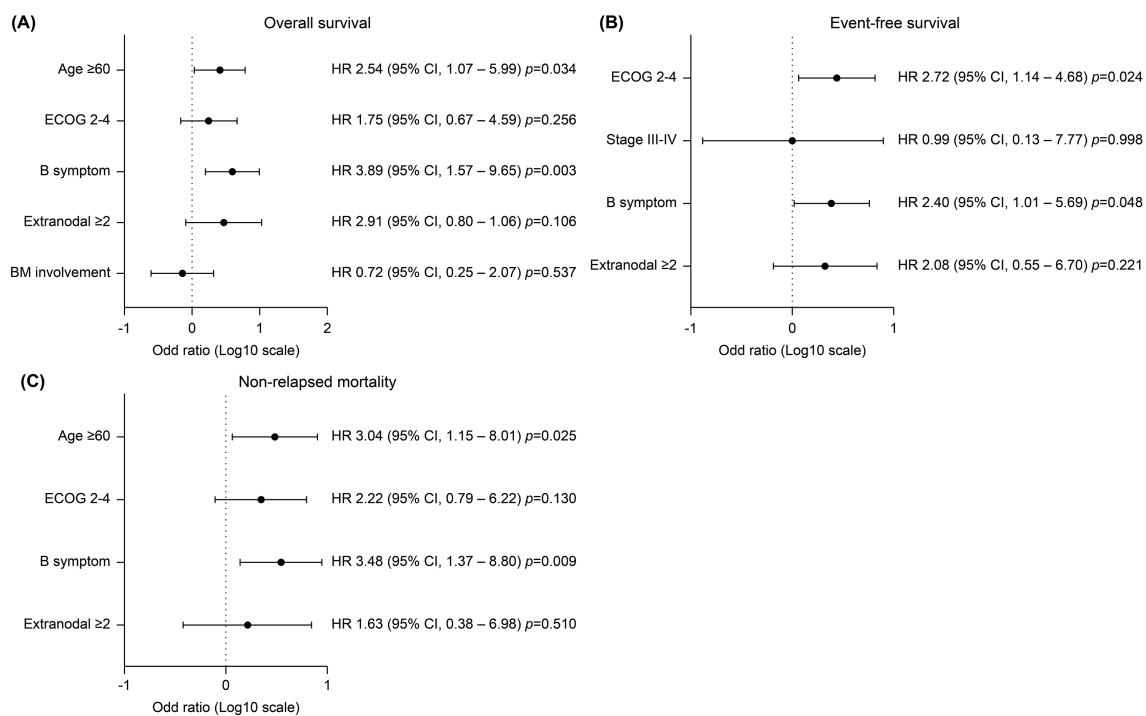 (A) Overall survival
Age ≥60 HR 2.54 (95% CI, 1.07 – 5.99) p=0.034
ECOG 2-4 HR 1.75 (95% CI, 0.67 – 4.59) p=0.256
B symptom HR 3.89 (95% CI, 1.57 – 9.65) p=0.003
Extranodal ≥2 HR 2.91 (95% CI, 0.80 – 1.06) p=0.106
BM involvement HR 0.72 (95% CI, 0.25 – 2.07) p=0.537
-1 0 1 2
Odd ratio (Log10 scale)
(B) Event-free survival
ECOG 2-4 HR 2.72 (95% CI, 1.14 – 4.68) p=0.024
Stage III-IV HR 0.99 (95% CI, 0.13 – 7.77) p=0.998
B symptom HR 2.40 (95% CI, 1.01 – 5.69) p=0.048
Extranodal ≥2 HR 2.08 (95% CI, 0.55 – 6.70) p=0.221
-1 0 1
Odd ratio (Log10 scale)
(C) Non-relapsed mortality
Age ≥60 HR 3.04 (95% CI, 1.15 – 8.01) p=0.025
ECOG 2-4 HR 2.22 (95% CI, 0.79 – 6.22) p=0.130
B symptom HR 3.48 (95% CI, 1.37 – 8.80) p=0.009
Extranodal ≥2 HR 1.63 (95% CI, 0.38 – 6.98) p=0.510
-1 0 1
Odd ratio (Log10 scale)